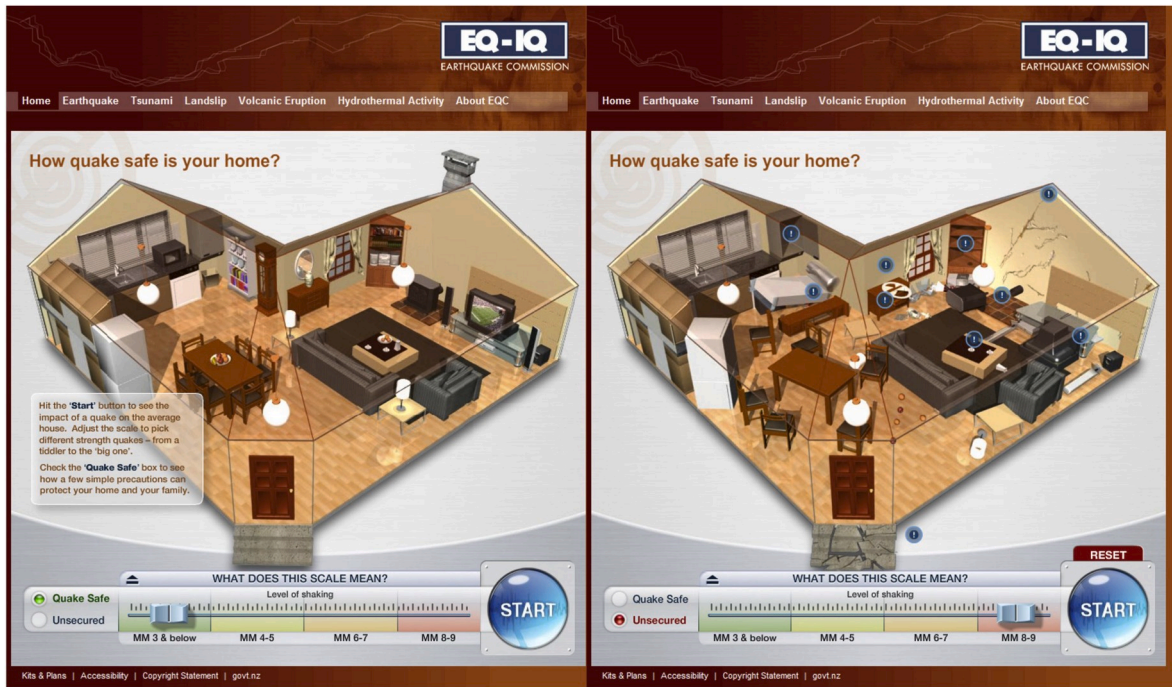 EQ-IQ
EARTHQUAKE COMMISSION
Home Earthquake Tsunami Landslip Volcanic Eruption Hydrothermal Activity About EQC
How quake safe is your home?
Hit the 'Start' button to see the
impact of a quake on the average
house. Adjust the scale to pick
different strength quakes – from a
tiddler to the 'big one'.
Check the 'Quake Safe' box to see
how a few simple precautions can
protect your home and your family.
WHAT DOES THIS SCALE MEAN?
Level of shaking
Quake Safe
Unsecured
MM 3 & below MM 4-5 MM 6-7 MM 8-9
START
Kits & Plans | Accessibility | Copyright Statement | govt.nz
EQ-IQ
EARTHQUAKE COMMISSION
Home Earthquake Tsunami Landslip Volcanic Eruption Hydrothermal Activity About EQC
How quake safe is your home?
!
!
!
!
!
!
!
!
!
!
RESET
WHAT DOES THIS SCALE MEAN?
Level of shaking
Quake Safe
Unsecured
MM 3 & below MM 4-5 MM 6-7 MM 8-9
START
Kits & Plans | Accessibility | Copyright Statement | govt.nz